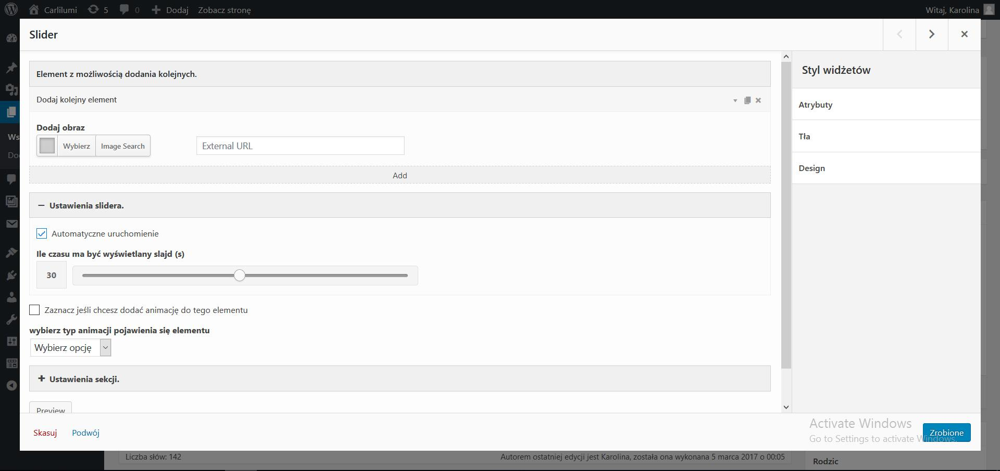 Carlilumi 5 0 Dodaj Zobacz stronę Witaj, Karolina
Slider
Element z możliwością dodania kolejnych.
Dodaj kolejny element
Dodaj obraz
Wybierz Image Search External URL
Add
Ustawienia slidera.
Automatyczne uruchomienie
Ile czasu ma być wyświetlany slajd (s)
30
Zaznacz jeśli chcesz dodać animację do tego elementu
wybierz typ animacji pojawienia się elementu
Wybierz opcję
Ustawienia sekcji.
Preview
Skasuj Podwój
Styl widżetów
Atrybuty
Tła
Design
Activate Windows
Go to Settings to activate Windows.
Zrobione
Ws
Do
Liczba słów: 142 Autorem ostatniej edycji jest Karolina, została ona wykonana 5 marca 2017 o 00:05
Rodzic